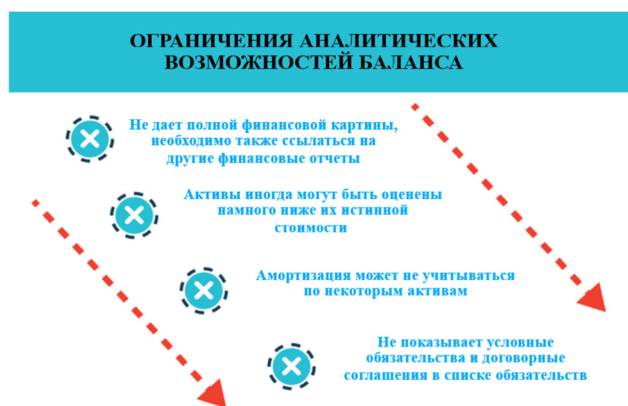 ОГРАНИЧЕНИЯ АНАЛИТИЧЕСКИХ
ВОЗМОЖНОСТЕЙ БАЛАНСА
Не дает полной финансовой картины,
необходимо также ссылаться на
другие финансовые отчеты
Активы иногда могут быть оценены
намного ниже их истинной
стоимости
Амортизация может не учитываться
по некоторым активам
Не показывает условные
обязательства и договорные
соглашения в списке обязательств